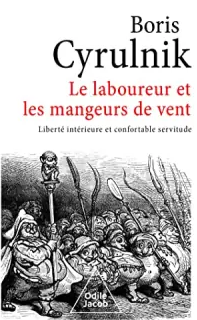 Boris
Cyrulnik
Le laboureur et
les mangeurs de vent
Liberté intérieure et confortable servitude
Odile
Jacob